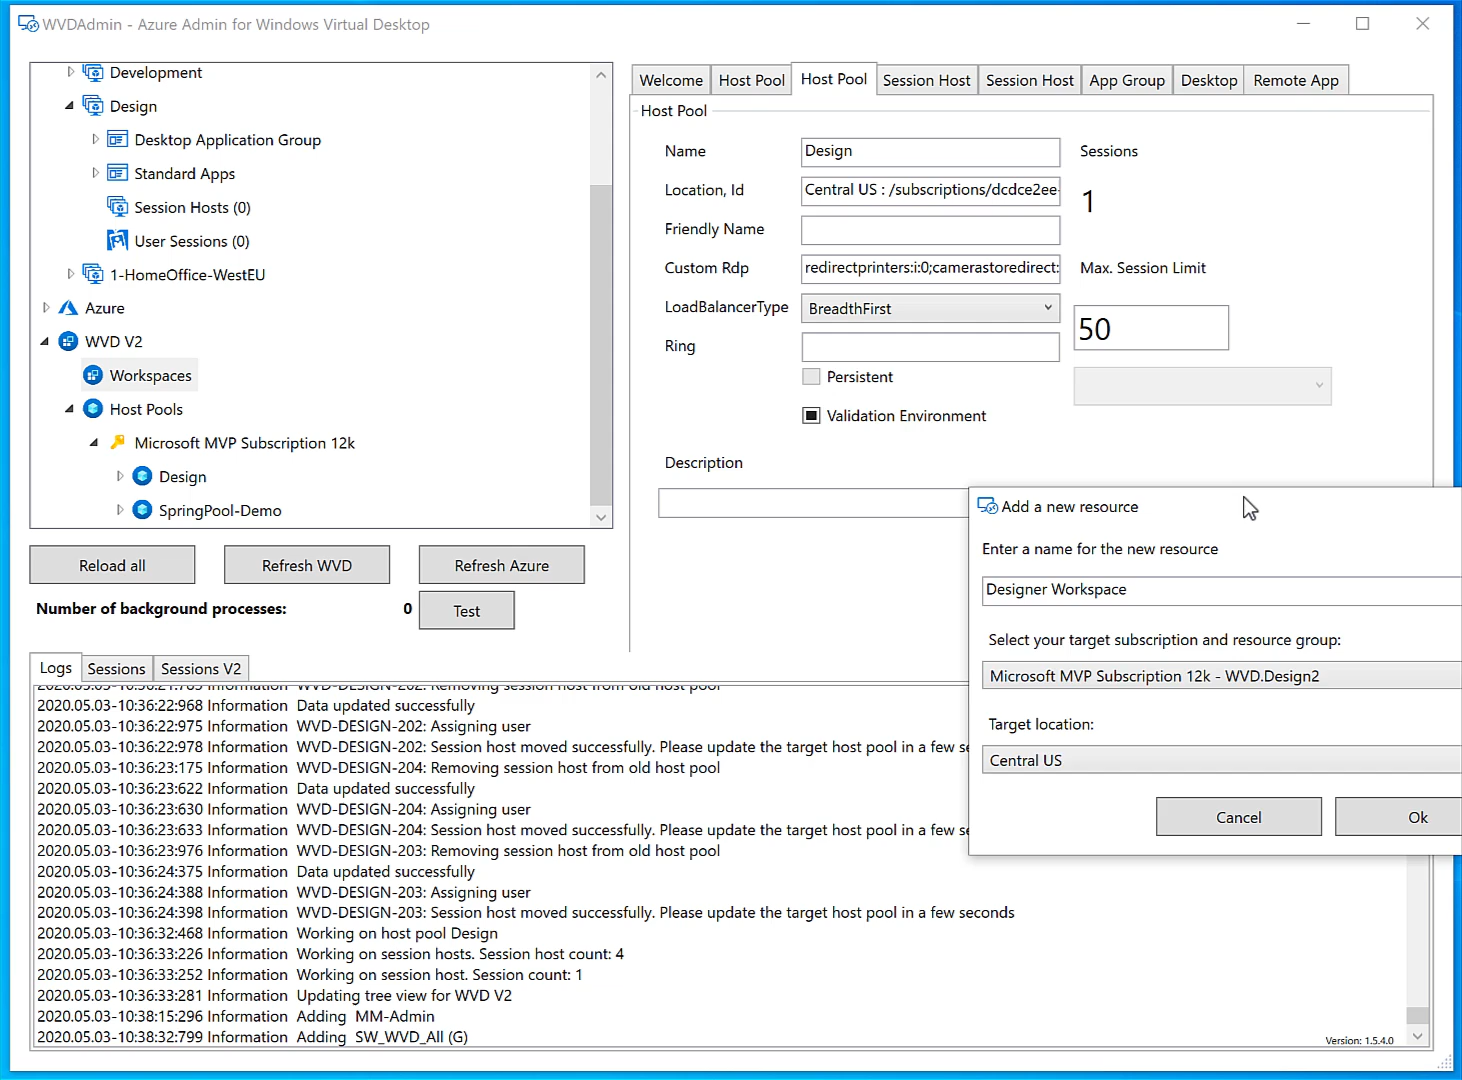 WVDAdmin - Azure Admin for Windows Virtual Desktop
Development
Design
Desktop Application Group
Standard Apps
Session Hosts (0)
User Sessions (0)
1-HomeOffice-WestEU
Azure
WVD V2
Workspaces
Host Pools
Microsoft MVP Subscription 12k
Design
SpringPool-Demo
Reload all
Refresh WVD
Refresh Azure
Number of background processes: 0
Test
Welcome
Host Pool
Host Pool
Session Host
Session Host
App Group
Desktop
Remote App
Host Pool
Name
Design
Sessions
Location, Id
Central US : /subscriptions/dcdce2ee-
1
Friendly Name
Custom Rdp
redirectprinters:i:0;camerastoredirect:
Max. Session Limit
LoadBalancerType
BreadthFirst
50
Ring
Persistent
Validation Environment
Description
Add a new resource
Enter a name for the new resource
Designer Workspace
Select your target subscription and resource group:
Microsoft MVP Subscription 12k - WVD.Design2
Target location:
Central US
Cancel
Ok
Logs
Sessions
Sessions V2
2020.05.03-10:36:21:785 Information WVD-DESIGN-202: Removing session host from old host pool
2020.05.03-10:36:22:968 Information Data updated successfully
2020.05.03-10:36:22:975 Information WVD-DESIGN-202: Assigning user
2020.05.03-10:36:22:978 Information WVD-DESIGN-202: Session host moved successfully. Please update the target host pool in a few se
2020.05.03-10:36:23:175 Information WVD-DESIGN-204: Removing session host from old host pool
2020.05.03-10:36:23:622 Information Data updated successfully
2020.05.03-10:36:23:630 Information WVD-DESIGN-204: Assigning user
2020.05.03-10:36:23:633 Information WVD-DESIGN-204: Session host moved successfully. Please update the target host pool in a few se
2020.05.03-10:36:23:976 Information WVD-DESIGN-203: Removing session host from old host pool
2020.05.03-10:36:24:375 Information Data updated successfully
2020.05.03-10:36:24:388 Information WVD-DESIGN-203: Assigning user
2020.05.03-10:36:24:398 Information WVD-DESIGN-203: Session host moved successfully. Please update the target host pool in a few seconds
2020.05.03-10:36:32:468 Information Working on host pool Design
2020.05.03-10:36:33:226 Information Working on session hosts. Session host count: 4
2020.05.03-10:36:33:252 Information Working on session host. Session count: 1
2020.05.03-10:36:33:281 Information Updating tree view for WVD V2
2020.05.03-10:38:15:296 Information Adding MM-Admin
2020.05.03-10:38:32:799 Information Adding SW_WVD_All (G)
Version: 1.5.4.0